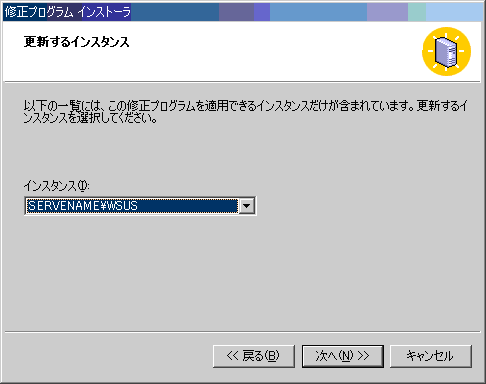 修正プログラム インストーラ
更新するインスタンス
以下の一覧には、この修正プログラムを適用できるインスタンスだけが含まれています。更新するイ
ンスタンスを選択してください。
インスタンス(I):
SERVENAME¥WSUS
<< 戻る(B)
次へ(N) >>
キャンセル